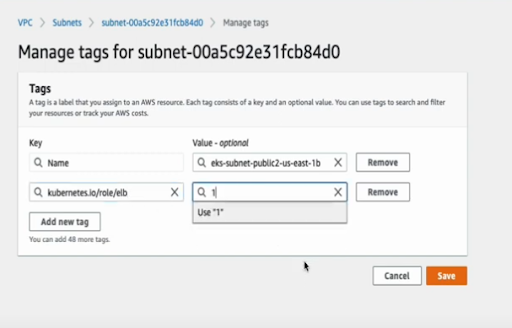 VPC > Subnets > subnet-00a5c92e31fcb84d0 > Manage tags
Manage tags for subnet-00a5c92e31fcb84d0
Tags
A tag is a label that you assign to an AWS resource. Each tag consists of a key and an optional value. You can use tags to search and filter
your resources or track your AWS costs.
Key Value - optional
Name eks-subnet-public2-us-east-1b X Remove
kubernetes.io/role/elb X 1 X Remove
Use "1"
Add new tag
You can add 48 more tags.
Cancel Save